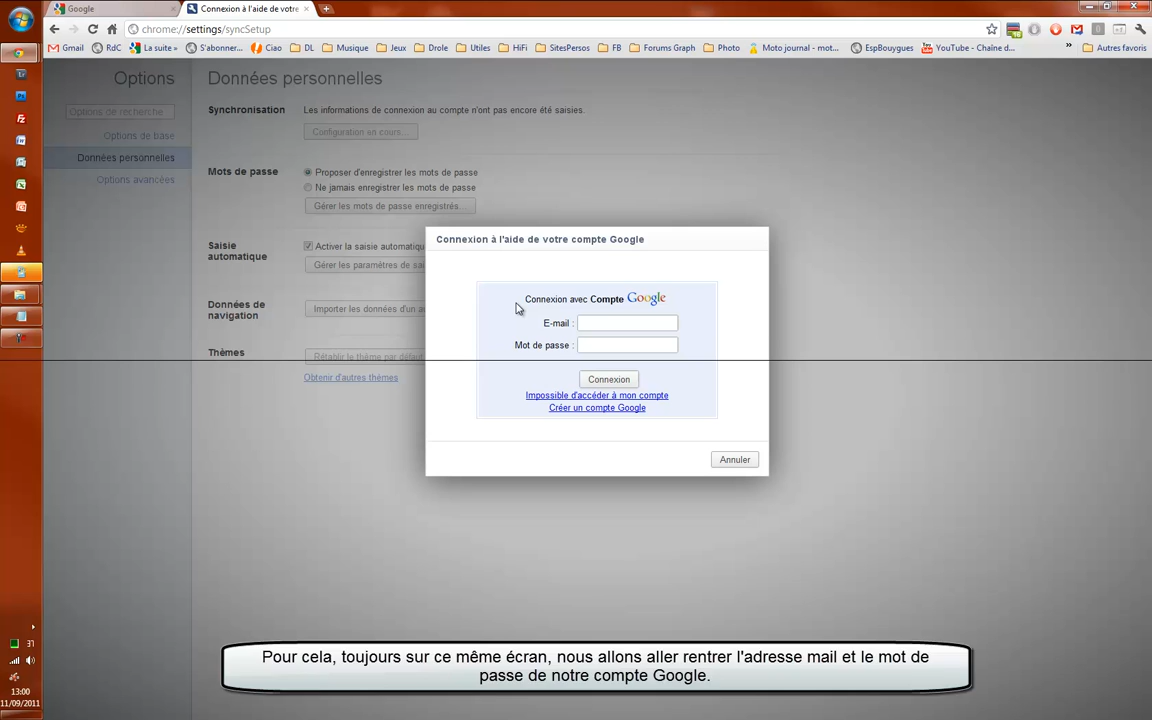 Google
Connexion à l'aide de votre
chrome://settings/syncSetup
Gmail
RdC
La suite »
S'abonner...
Ciao
DL
Musique
Jeux
Drole
Utiles
HiFi
SitesPersos
FB
Forums Graph
Photo
Moto journal - mot...
EspBouygues
YouTube - Chaîne d...
»
Autres favoris
Options
Données personnelles
Options de recherche
Options de base
Données personnelles
Options avancées
Synchronisation
Les informations de connexion au compte n'ont pas encore été saisies.
Configuration en cours...
Mots de passe
Proposer d'enregistrer les mots de passe
Ne jamais enregistrer les mots de passe
Gérer les mots de passe enregistrés...
Saisie
automatique
Activer la saisie automatiqu
Gérer les paramètres de sai
Données de
navigation
Importer les données d'un au
Thèmes
Rétablir le thème par défaut
Obtenir d'autres thèmes
Connexion à l'aide de votre compte Google
Connexion avec Compte Google
E-mail :
Mot de passe :
Connexion
Impossible d'accéder à mon compte
Créer un compte Google
Annuler
Pour cela, toujours sur ce même écran, nous allons aller rentrer l'adresse mail et le mot de
passe de notre compte Google.
13:00
11/09/2011